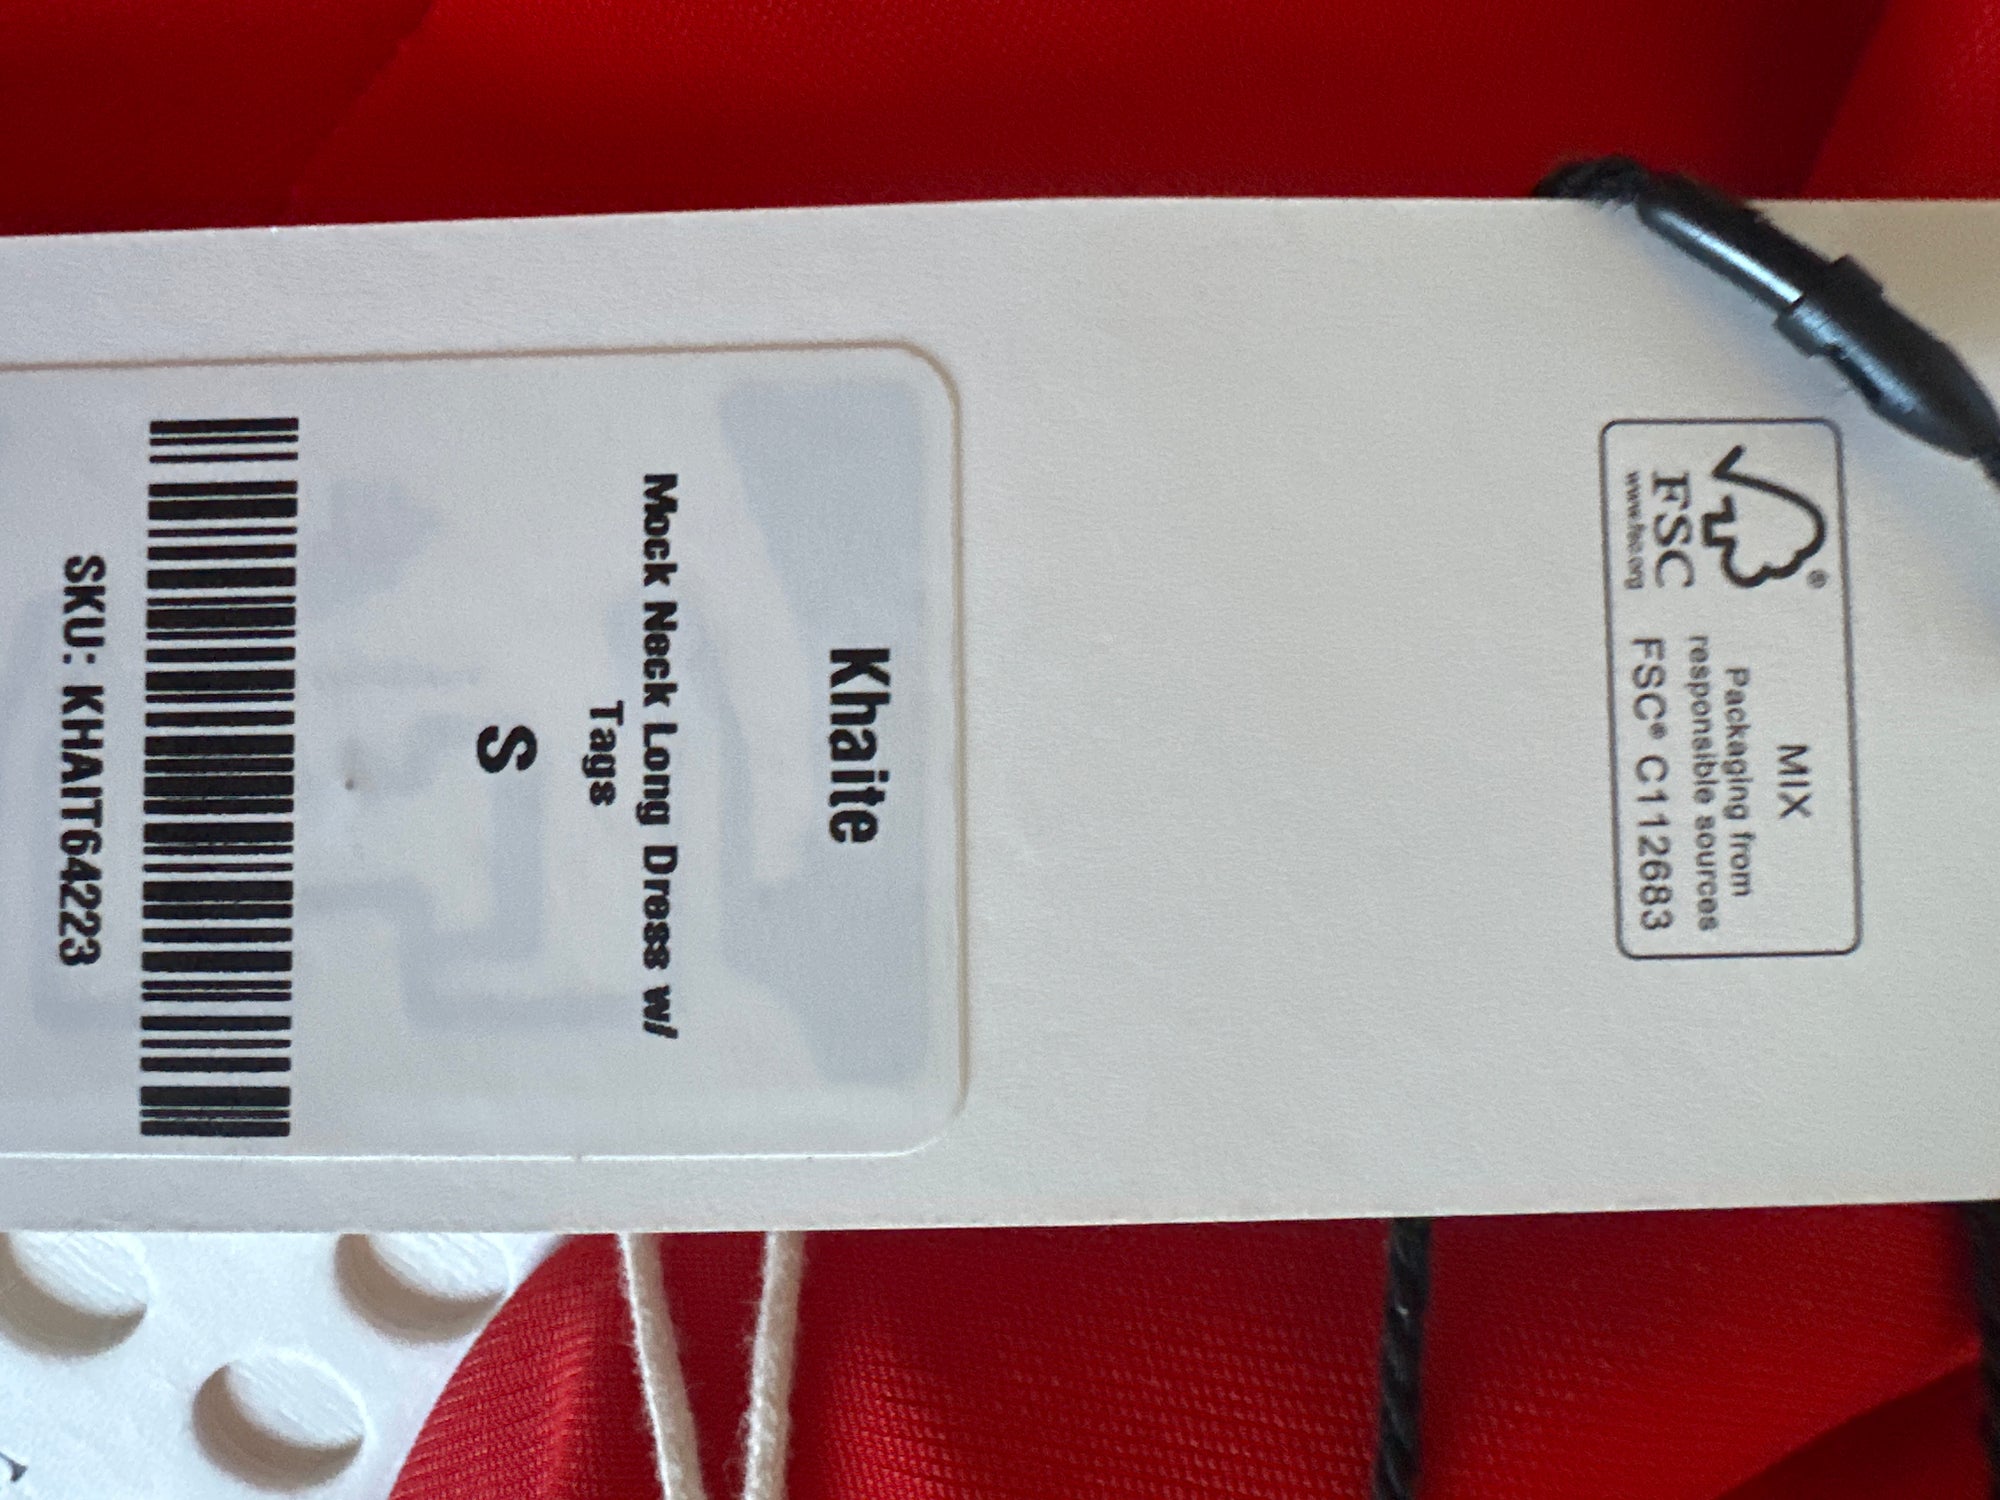 FSC®
www.fsc.org
MIX
Packaging from
responsible sources
FSC® C112683
Khaite
Mock Neck Long Dress w/
Tags
S
SKU: KHAIT64223